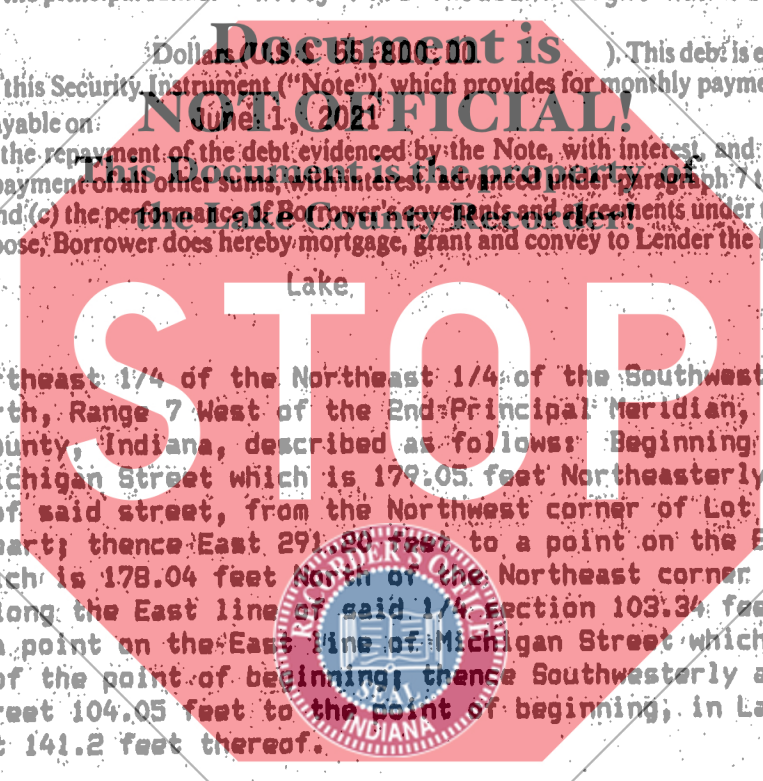 Document is
Dollars (U.S.$ 55,800.00 ). This debt is e
this Security Instrument ("Note"), which provides for monthly payme
NOT OFFICIAL!
yable on June 1, 2021
the repayment of the debt evidenced by the Note, with interest, and
This Document is the property of
payment of all other sums, with interest, advanced under paragraph 7 t
nd (c) the performance of Borrower's covenants and agreements under t
the Lake County Recorder!
ose, Borrower does hereby mortgage, grant and convey to Lender the
Lake
STOP
theast 1/4 of the Northeast 1/4 of the Southwest
rth, Range 7 West of the 2nd Principal Meridian,
ounty, Indiana, described as follows: Beginning
ichigan Street which is 179.05 feet Northeasterly
of said street, from the Northwest corner of Lot
art; thence East 291.20 feet to a point on the E
ch is 178.04 feet North of the Northeast corner
long the East line of said 1/4 section 103.34 fee
a point on the East line of Michigan Street which
of the point of beginning; thence Southwesterly a
reet 104.05 feet to the point of beginning, in La
t 141.2 feet thereof.
RECORDER'S OFFICE
SEAL
INDIANA